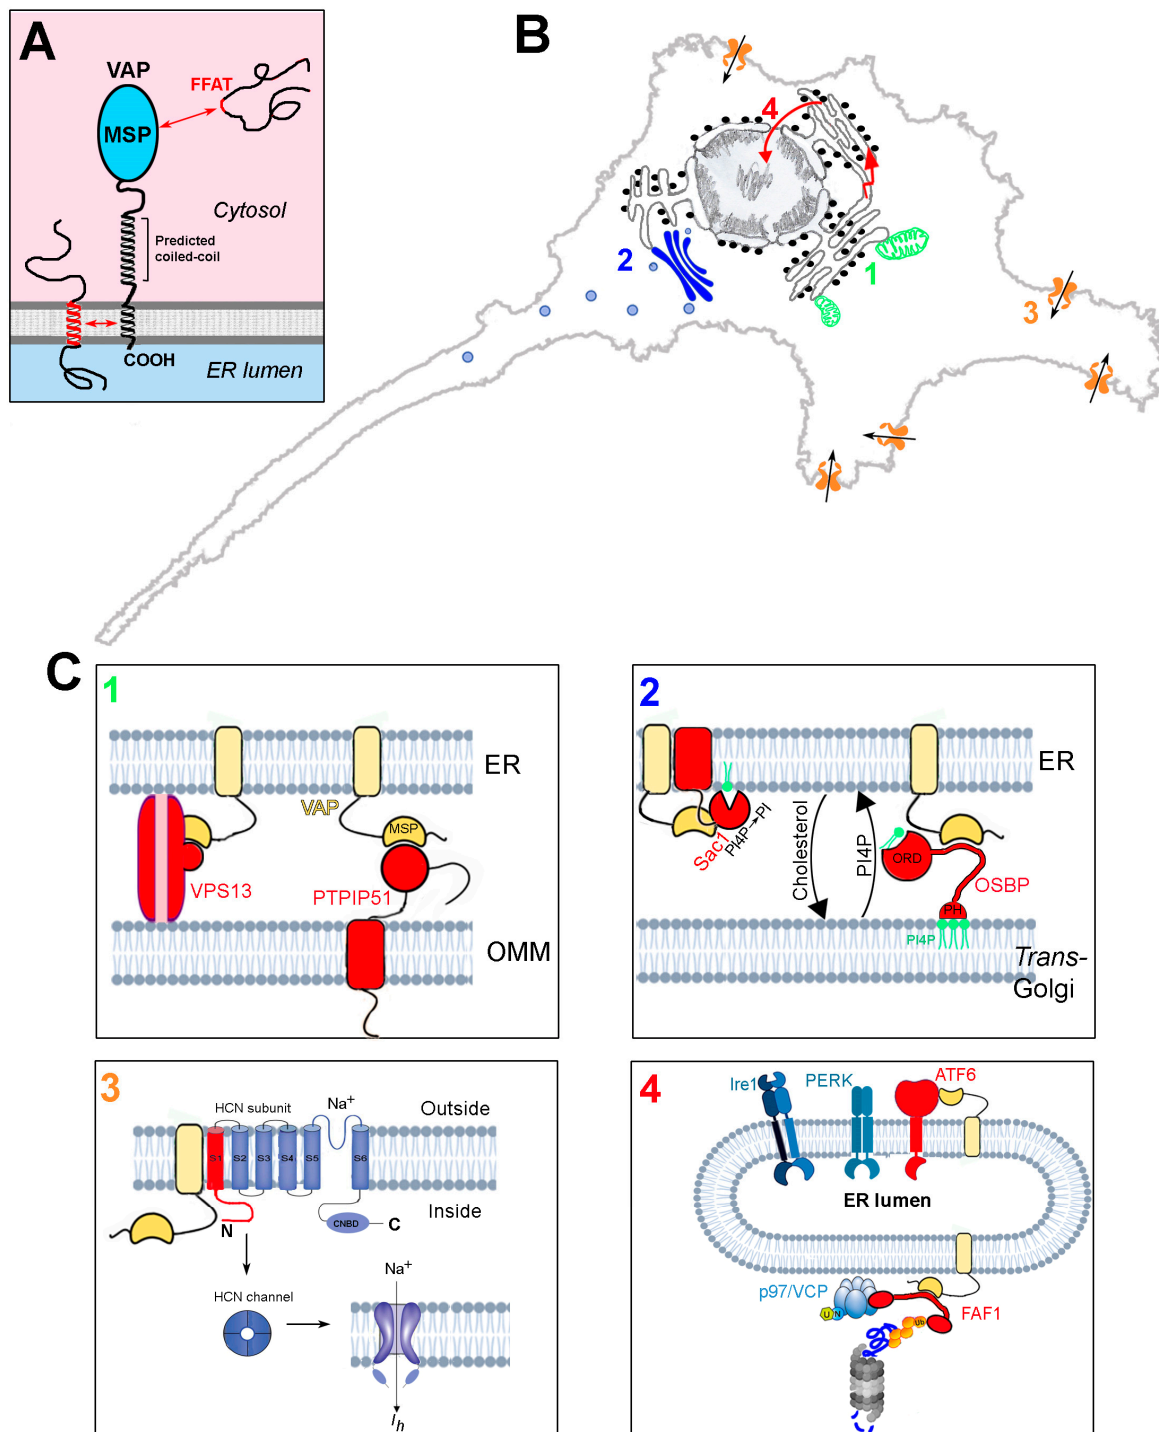 A
VAP
FFAT
MSP
Cytosol
Predicted
coiled-coil
COOH
ER lumen
B
4
2
1
3
C
1
ER
VAP
MSP
VPS13
PTPIP51
OMM
2
ER
Sac1
PI4P→PI
Cholesterol
PI4P
ORD
OSBP
PH
PI4P
Trans-
Golgi
3
HCN subunit
Na+
Outside
S1
S2
S3
S4
S5
S6
Inside
N
CNBD
C
HCN channel
Na+
Ih
4
Ire1
PERK
ATF6
ER lumen
p97/VCP
U
N
FAF1
Ub